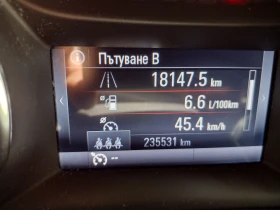 Пътуване B
18147.5 km
ø 6.6 L/100km
ø 45.4 km/h
235531 km
--